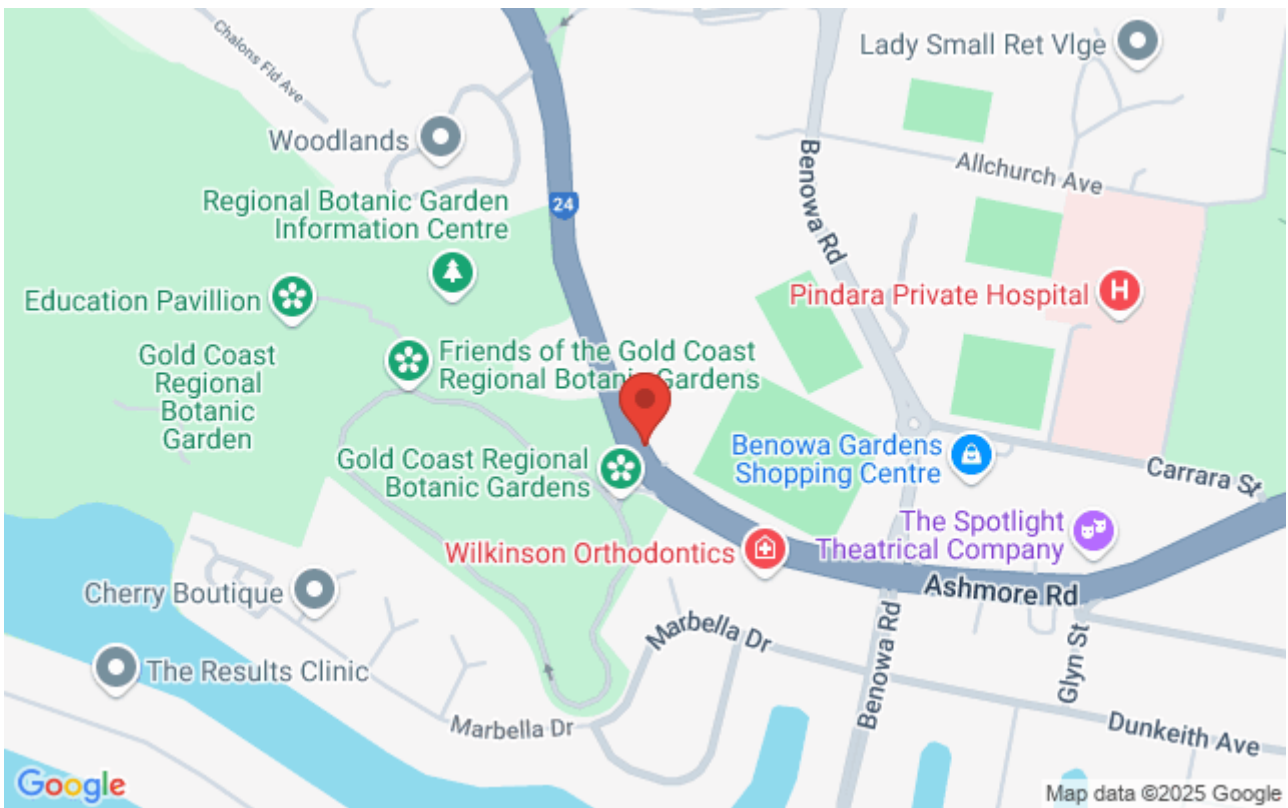 Chalons Fld Ave
Lady Small Ret Vlge
Woodlands
Allchurch Ave
Benowa Rd
Regional Botanic Garden
Information Centre
24
Education Pavillion
Pindara Private Hospital
H
Gold Coast
Regional
Botanic
Garden
Friends of the Gold Coast
Regional Botanic Gardens
Gold Coast Regional
Botanic Gardens
Benowa Gardens
Shopping Centre
Carrara St
The Spotlight
Theatrical Company
Wilkinson Orthodontics
Ashmore Rd
Cherry Boutique
Marbella Dr
Benowa Rd
Glyn St
The Results Clinic
Marbella Dr
Dunkeith Ave
Google
Map data ©2025 Google